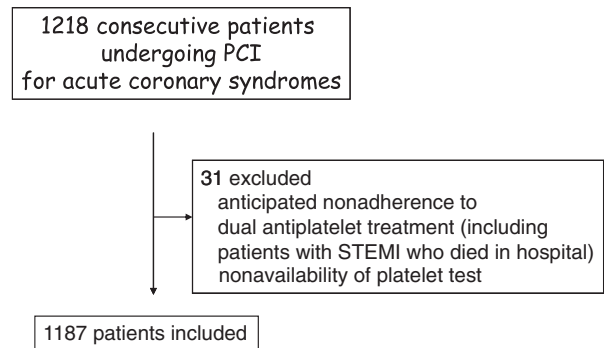 1218 consecutive patients
undergoing PCI
for acute coronary syndromes
31 excluded
anticipated nonadherence to
dual antiplatelet treatment (including
patients with STEMI who died in hospital)
nonavailability of platelet test
1187 patients included